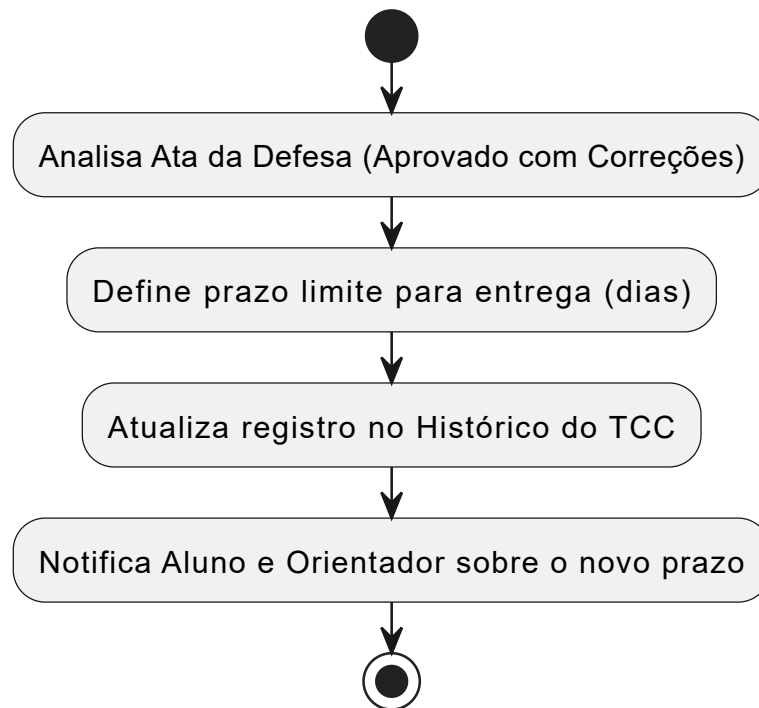 Analisa Ata da Defesa (Aprovado com Correções)
Define prazo limite para entrega (dias)
Atualiza registro no Histórico do TCC
Notifica Aluno e Orientador sobre o novo prazo